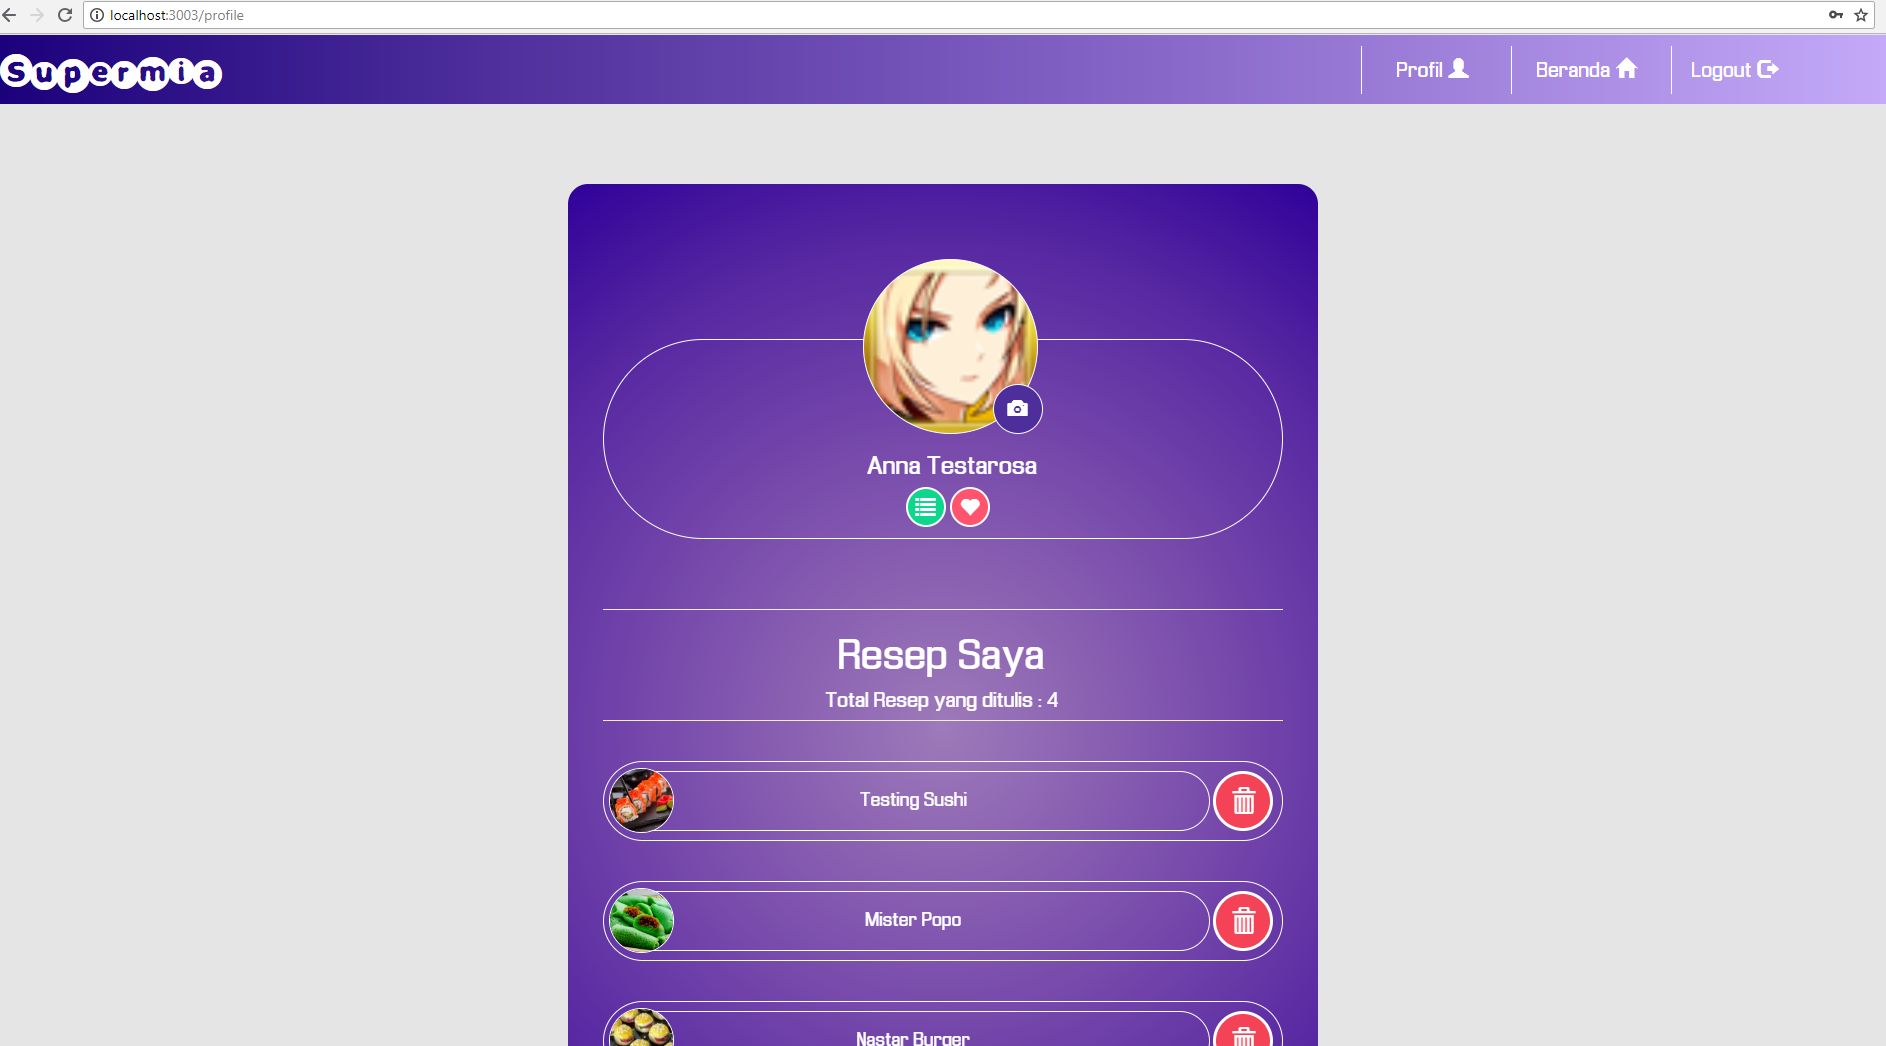 localhost:3003/profile
Supermia
Profil
Beranda
Logout
Anna Testarosa
Resep Saya
Total Resep yang ditulis : 4
Testing Sushi
Mister Popo
Nastar Burger